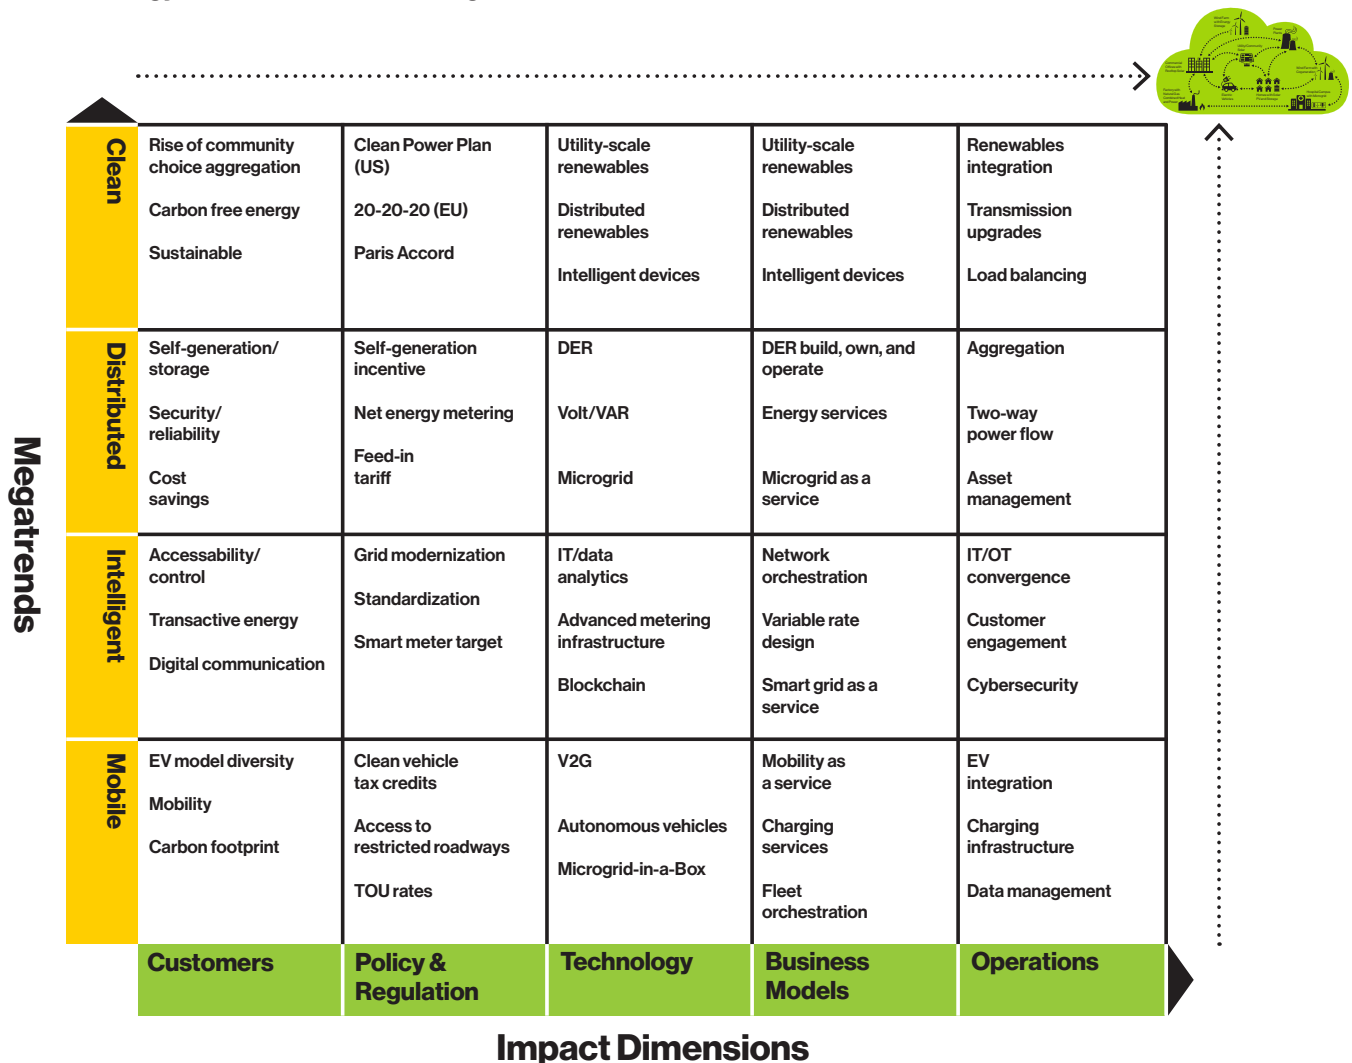 Clean
Rise of community
choice aggregation
Carbon free energy
Sustainable
Clean Power Plan
(US)
20-20-20 (EU)
Paris Accord
Utility-scale
renewables
Distributed
renewables
Intelligent devices
Utility-scale
renewables
Distributed
renewables
Intelligent devices
Renewables
integration
Transmission
upgrades
Load balancing
Distributed
Self-generation/
storage
Security/
reliability
Cost
savings
Self-generation
incentive
Net energy metering
Feed-in
tariff
DER
Volt/VAR
Microgrid
DER build, own, and
operate
Energy services
Microgrid as a
service
Aggregation
Two-way
power flow
Asset
management
Megatrends
Intelligent
Accessability/
control
Transactive energy
Digital communication
Grid modernization
Standardization
Smart meter target
IT/data
analytics
Advanced metering
infrastructure
Blockchain
Network
orchestration
Variable rate
design
Smart grid as a
service
IT/OT
convergence
Customer
engagement
Cybersecurity
Mobile
EV model diversity
Mobility
Carbon footprint
Clean vehicle
tax credits
Access to
restricted roadways
TOU rates
V2G
Autonomous vehicles
Microgrid-in-a-Box
Mobility as
a service
Charging
services
Fleet
orchestration
EV
integration
Charging
infrastructure
Data management
Customers
Policy &
Regulation
Technology
Business
Models
Operations
Impact Dimensions